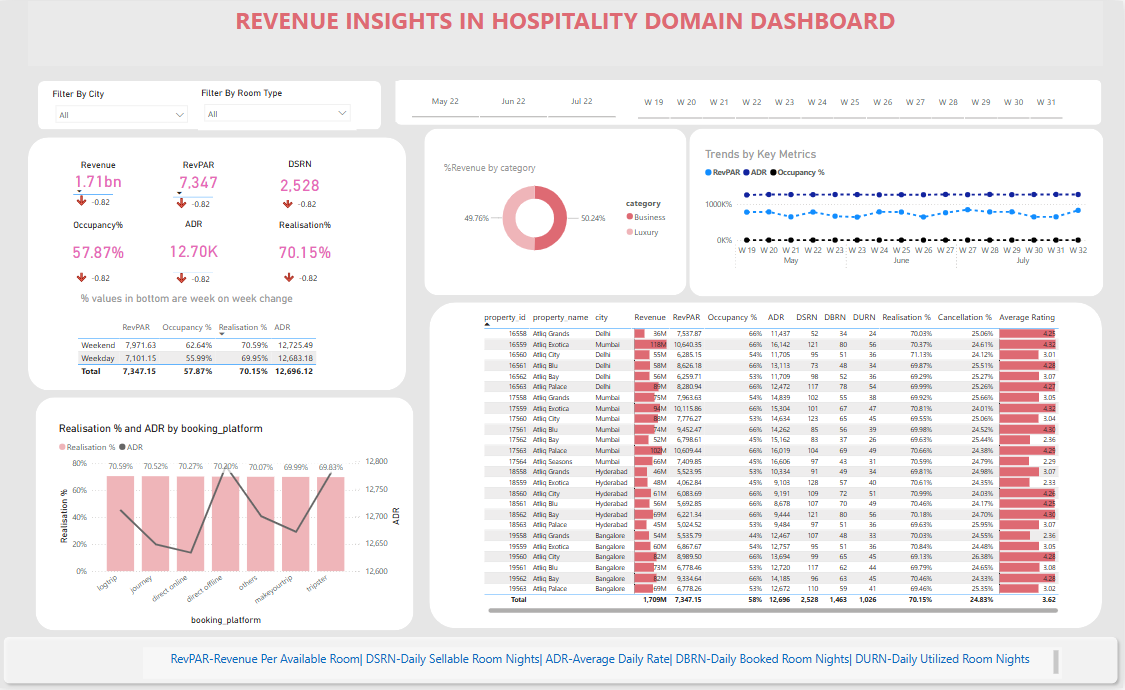 REVENUE INSIGHTS IN HOSPITALITY DOMAIN DASHBOARD
Filter By City
All
Filter By Room Type
All
May 22 Jun 22 Jul 22
W 19 W 20 W 21 W 22 W 23 W 24 W 25 W 26 W 27 W 28 W 29 W 30 W 31
Revenue RevPAR DSRN
1.71bn 7,347 2,528
-0.82 -0.82 -0.82
Occupancy% ADR Realisation%
57.87% 12.70K 70.15%
-0.82 -0.82 -0.82
% values in bottom are week on week change
RevPAR Occupancy % Realisation % ADR
Weekend 7,971.63 62.64% 70.59% 12,725.49
Weekday 7,101.15 55.99% 69.95% 12,683.18
Total 7,347.15 57.87% 70.15% 12,696.12
%Revenue by category
49.76%
50.24%
category
Business
Luxury
Trends by Key Metrics
RevPAR ADR Occupancy %
1000K%
0K%
W 19 W 20 W 21 W 22 W 23 W 23 W 24 W 25 W 26 W 27 W 27 W 28 W 29 W 30 W 31 W 32
May June July
Realisation % and ADR by booking_platform
Realisation % ADR
80% 60% 40% 20% 0%
Realisation %
70.59% 70.52% 70.27% 70.20% 70.07% 69.99% 69.83%
12,800 12,750 12,700 12,650 12,600
ADR
logtrip journey direct online direct offline others makeyourtrip tripster
booking_platform
property_id property_name city Revenue RevPAR Occupancy % ADR DSRN DBRN DURN Realisation % Cancellation % Average Rating
16558 Atliq Grands Delhi 36M 7,537.87 66% 11,437 52 34 24 70.03% 25.06% 4.25
16559 Atliq Exotica Mumbai 118M 10,640.35 66% 16,142 121 80 56 70.37% 24.61% 4.32
16560 Atliq City Delhi 55M 6,285.15 54% 11,705 95 51 36 71.13% 24.12% 3.01
16561 Atliq Blu Delhi 58M 8,626.18 66% 13,113 73 48 34 69.87% 25.51% 4.28
16562 Atliq Bay Delhi 56M 6,259.71 53% 11,709 98 52 36 69.29% 25.27% 3.07
16563 Atliq Palace Delhi 89M 8,280.94 66% 12,472 117 78 54 69.99% 25.26% 4.27
17558 Atliq Grands Mumbai 75M 7,963.63 54% 14,839 102 55 38 69.92% 25.66% 3.05
17559 Atliq Exotica Mumbai 94M 10,115.86 66% 15,304 101 67 47 70.81% 24.01% 4.32
17560 Atliq City Mumbai 88M 7,776.27 53% 14,634 123 65 45 69.55% 25.06% 3.04
17561 Atliq Blu Mumbai 74M 9,452.47 66% 14,262 85 56 39 69.98% 24.52% 4.30
17562 Atliq Bay Mumbai 52M 6,798.61 45% 15,162 83 37 26 69.63% 25.44% 2.36
17563 Atliq Palace Mumbai 102M 10,609.44 66% 16,019 104 69 49 70.66% 24.38% 4.29
17564 Atliq Seasons Mumbai 66M 7,409.85 45% 16,606 97 43 31 70.59% 24.79% 2.29
18558 Atliq Grands Hyderabad 46M 5,523.95 53% 10,334 91 49 34 69.81% 24.98% 3.07
18559 Atliq Exotica Hyderabad 48M 4,062.84 45% 9,103 128 57 40 70.61% 24.35% 2.33
18560 Atliq City Hyderabad 61M 6,083.69 66% 9,191 109 72 51 70.99% 24.03% 4.26
18561 Atliq Blu Hyderabad 56M 5,692.85 66% 8,678 107 70 49 70.46% 24.17% 4.25
18562 Atliq Bay Hyderabad 69M 6,221.34 66% 9,444 121 80 56 70.18% 24.70% 4.30
18563 Atliq Palace Hyderabad 45M 5,024.52 53% 9,484 97 51 36 69.63% 25.95% 3.07
19558 Atliq Grands Bangalore 54M 5,535.79 44% 12,467 108 48 33 70.03% 24.55% 2.36
19559 Atliq Exotica Bangalore 60M 6,867.67 54% 12,757 95 51 36 70.84% 24.48% 3.05
19560 Atliq City Bangalore 82M 8,989.50 66% 13,694 99 65 45 69.13% 26.38% 4.28
19561 Atliq Blu Bangalore 73M 6,778.46 53% 12,720 117 62 44 69.79% 24.65% 3.08
19562 Atliq Bay Bangalore 82M 9,334.64 66% 14,185 96 63 45 70.46% 24.33% 4.28
19563 Atliq Palace Bangalore 69M 6,778.26 53% 12,672 110 59 41 69.46% 25.35% 3.02
Total 1,709M 7,347.15 58% 12,696 2,528 1,463 1,026 70.15% 24.83% 3.62
RevPAR-Revenue Per Available Room| DSRN-Daily Sellable Room Nights| ADR-Average Daily Rate| DBRN-Daily Booked Room Nights| DURN-Daily Utilized Room Nights